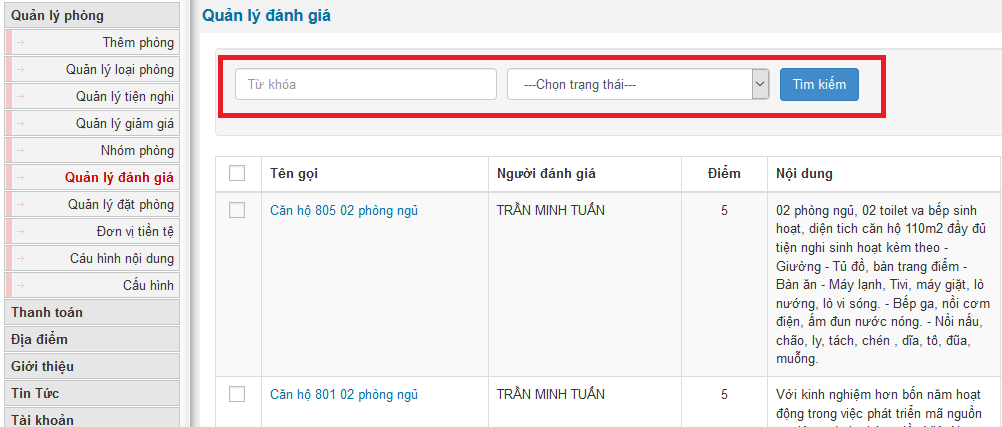 Quản lý phòng
Thêm phòng
Quản lý loại phòng
Quản lý tiện nghi
Quản lý giảm giá
Nhóm phòng
Quản lý đánh giá
Quản lý đặt phòng
Đơn vị tiền tệ
Cáu hình nội dung
Cấu hình
Thanh toán
Địa điểm
Giới thiệu
Tin Tức
Tài khoản
Quản lý đánh giá
Từ khóa
---Chọn trạng thái---
Tìm kiếm
Tên gọi Người đánh giá Điểm Nội dung
Căn hộ 805 02 phòng ngủ TRẦN MINH TUẤN 5 02 phòng ngủ, 02 toilet va bếp sinh
hoạt, diện tich căn hộ 110m2 đầy đủ
tiện nghi sinh hoạt kèm theo -
Giường - Tủ đồ, bàn trang điểm -
Bàn ăn - Máy lạnh, Tivi, máy giặt, lò
nướng, lò vi sóng. - Bếp ga, nồi cơm
điện, ấm đun nước nóng. - Nồi nấu,
chão, ly, tách, chén , dĩa, tô, đũa,
muỗng.
Căn hộ 801 02 phòng ngủ TRẦN MINH TUẤN 5 Với kinh nghiệm hơn bốn năm hoạt
động trong việc phát triển mã nguồn